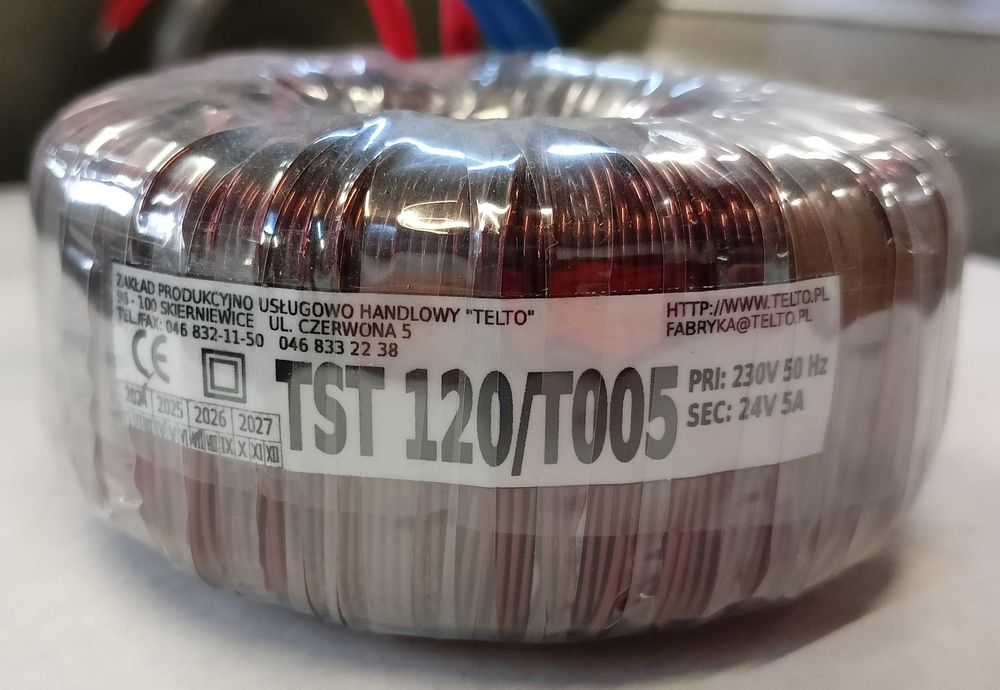 ZAKŁAD PRODUKCYJNO USŁUGOWO HANDLOWY "TELTO"
96 - 100 SKIERNIEWICE UL. CZERWONA 5
TEL/FAX: 046 832-11-50 046 833 22 38
HTTP://WWW.TELTO.PL
FABRYKA@TELTO.PL
CE
TST 120/T005
PRI: 230V 50 Hz
SEC: 24V 5A
2024 2025 2026 2027
IX X XI XII